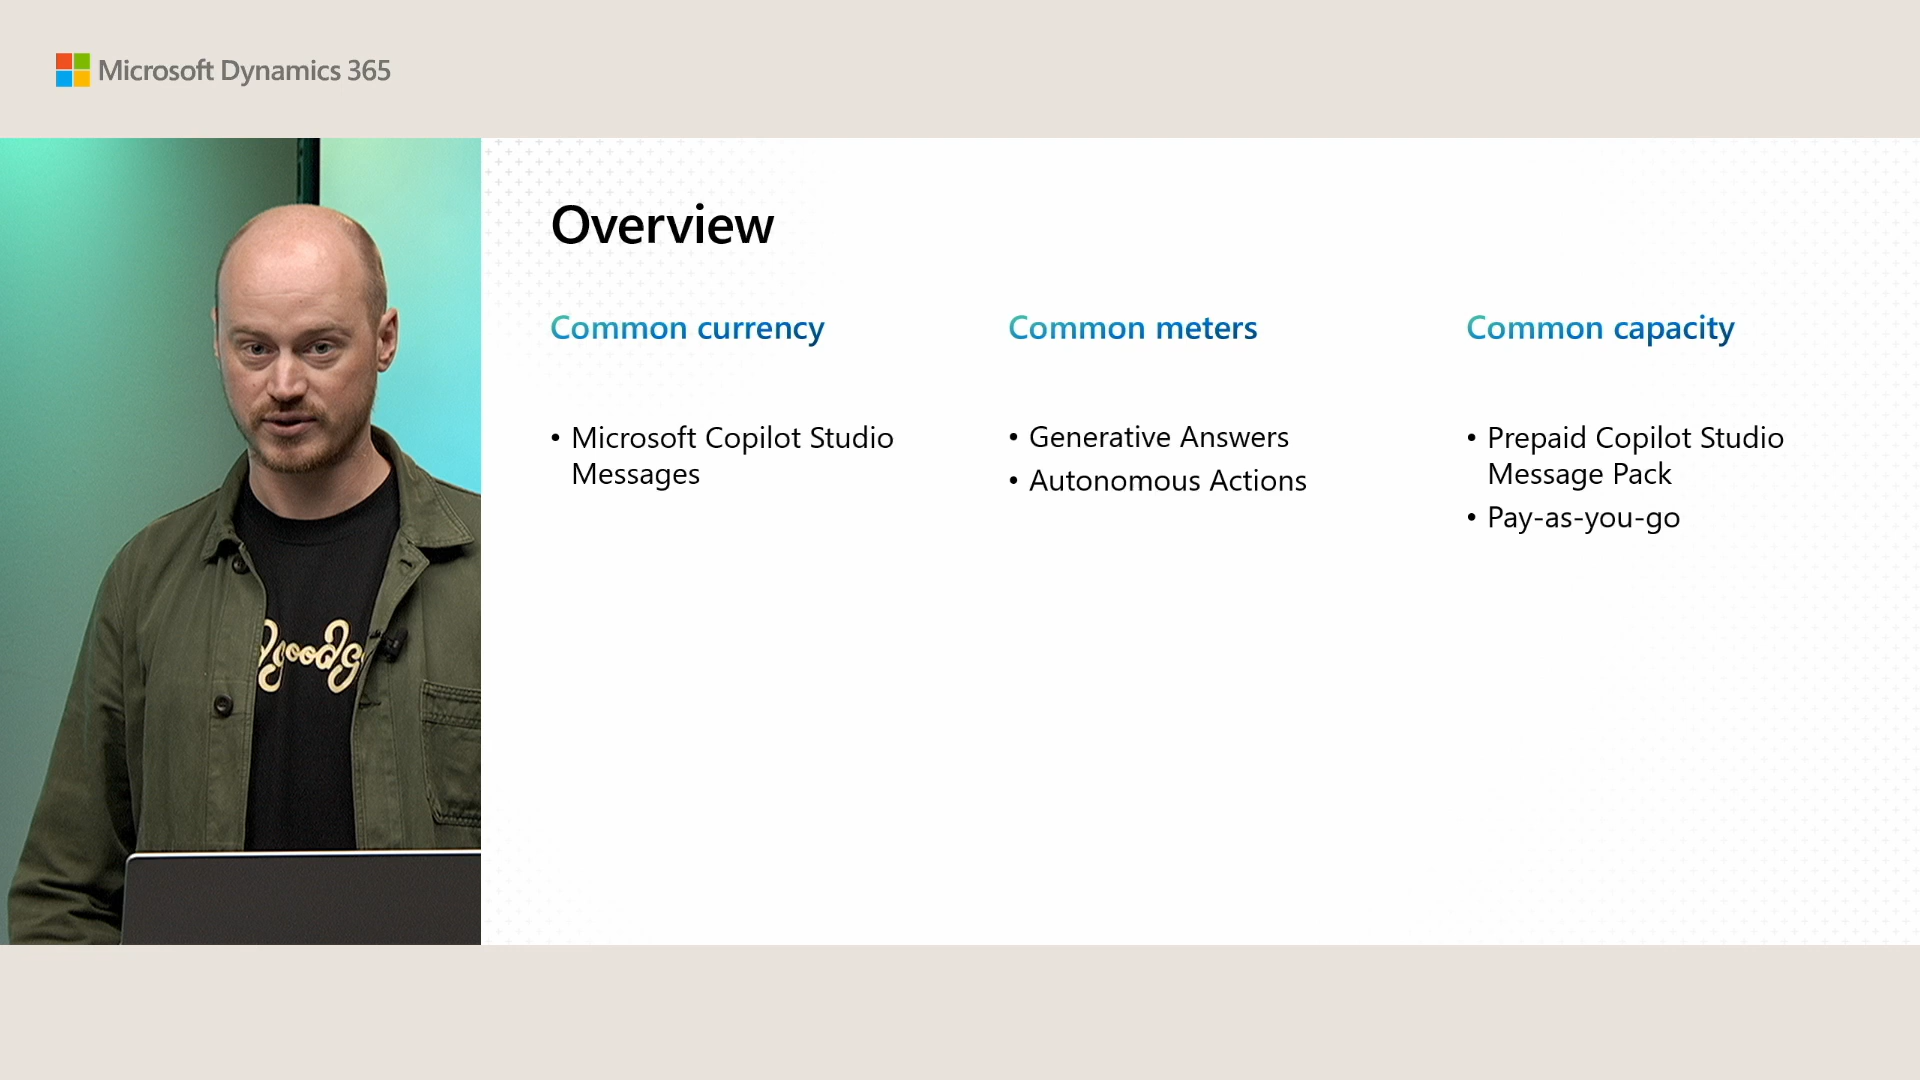 Microsoft Dynamics 365
Overview
Common currency
• Microsoft Copilot Studio
Messages
Common meters
• Generative Answers
• Autonomous Actions
Common capacity
• Prepaid Copilot Studio
Message Pack
• Pay-as-you-go